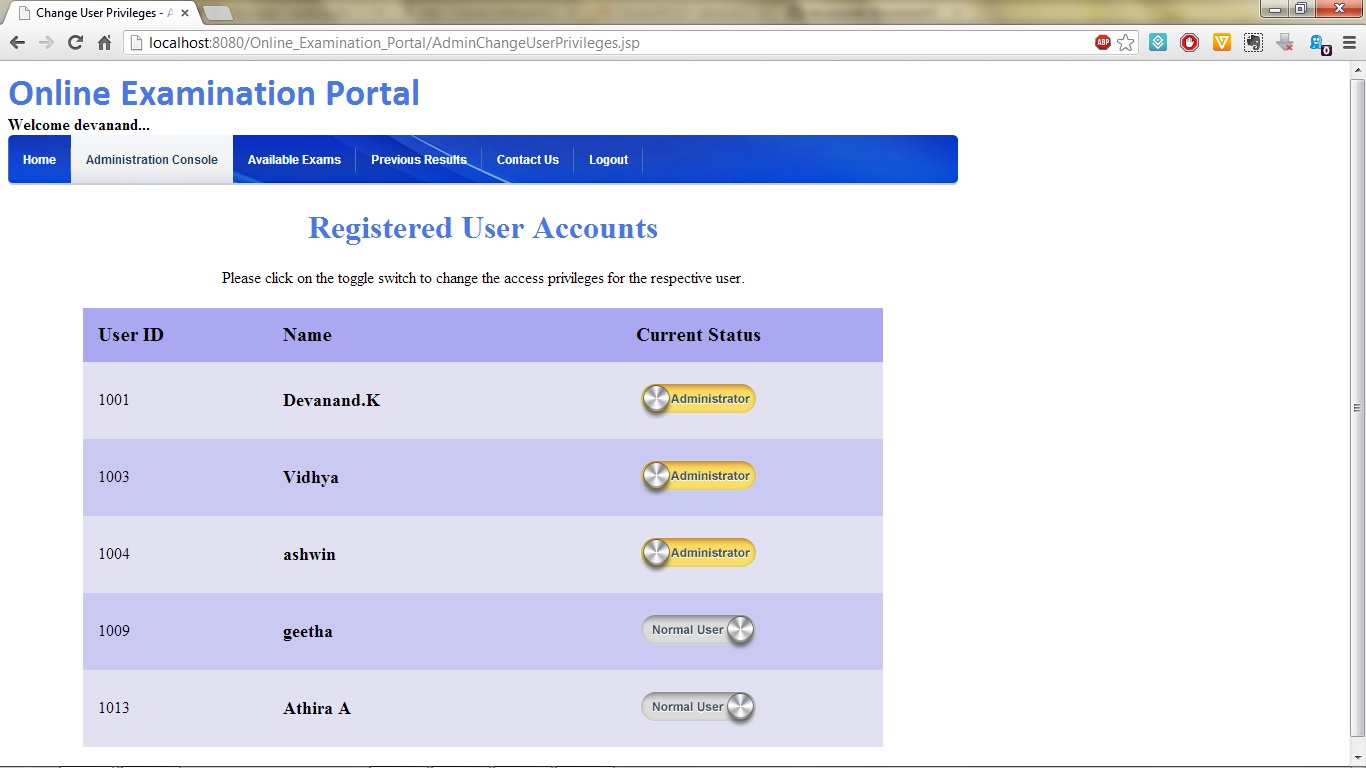 Change User Privileges - A
localhost:8080/Online_Examination_Portal/AdminChangeUserPrivileges.jsp
ABP
0
Online Examination Portal
Welcome devanand...
Home Administration Console Available Exams Previous Results Contact Us Logout
Registered User Accounts
Please click on the toggle switch to change the access privileges for the respective user.
User ID Name Current Status
1001 Devanand.K Administrator
1003 Vidhya Administrator
1004 ashwin Administrator
1009 geetha Normal User
1013 Athira A Normal User